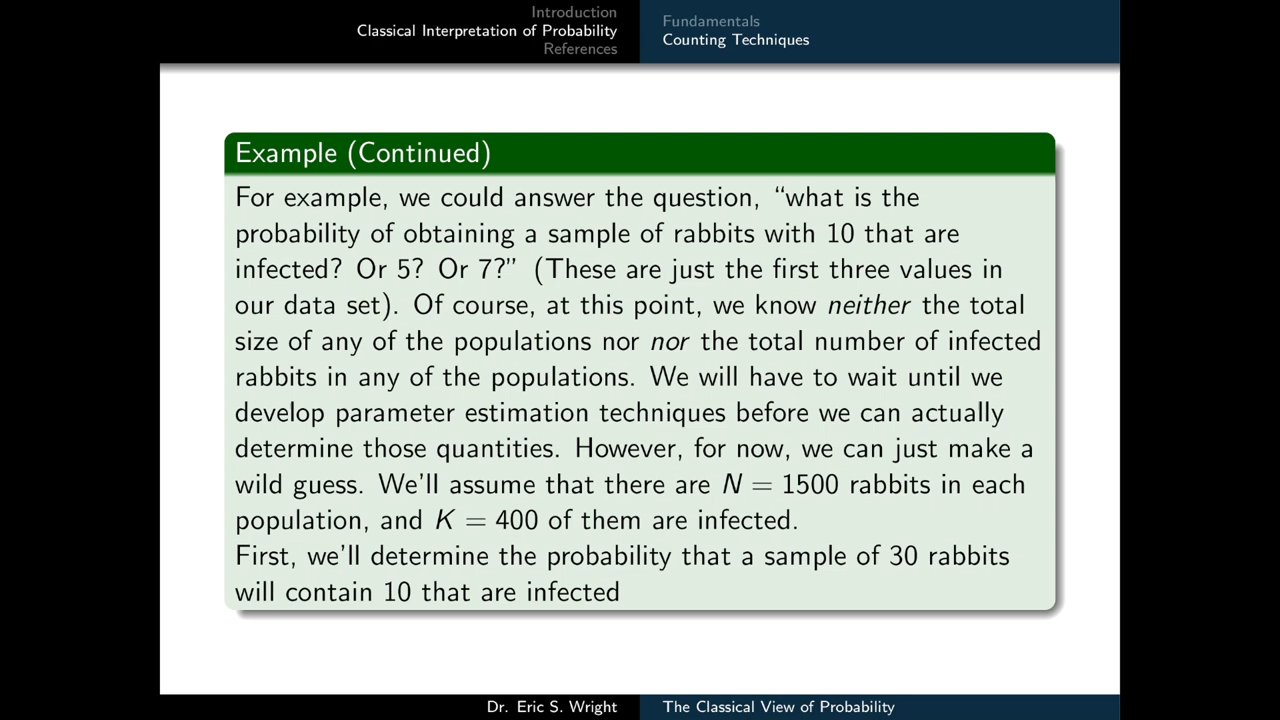 Introduction
Classical Interpretation of Probability
References
Fundamentals
Counting Techniques
Example (Continued)
For example, we could answer the question, “what is the
probability of obtaining a sample of rabbits with 10 that are
infected? Or 5? Or 7?” (These are just the first three values in
our data set). Of course, at this point, we know neither the total
size of any of the populations nor nor the total number of infected
rabbits in any of the populations. We will have to wait until we
develop parameter estimation techniques before we can actually
determine those quantities. However, for now, we can just make a
wild guess. We’ll assume that there are N = 1500 rabbits in each
population, and K = 400 of them are infected.
First, we’ll determine the probability that a sample of 30 rabbits
will contain 10 that are infected
Dr. Eric S. Wright
The Classical View of Probability